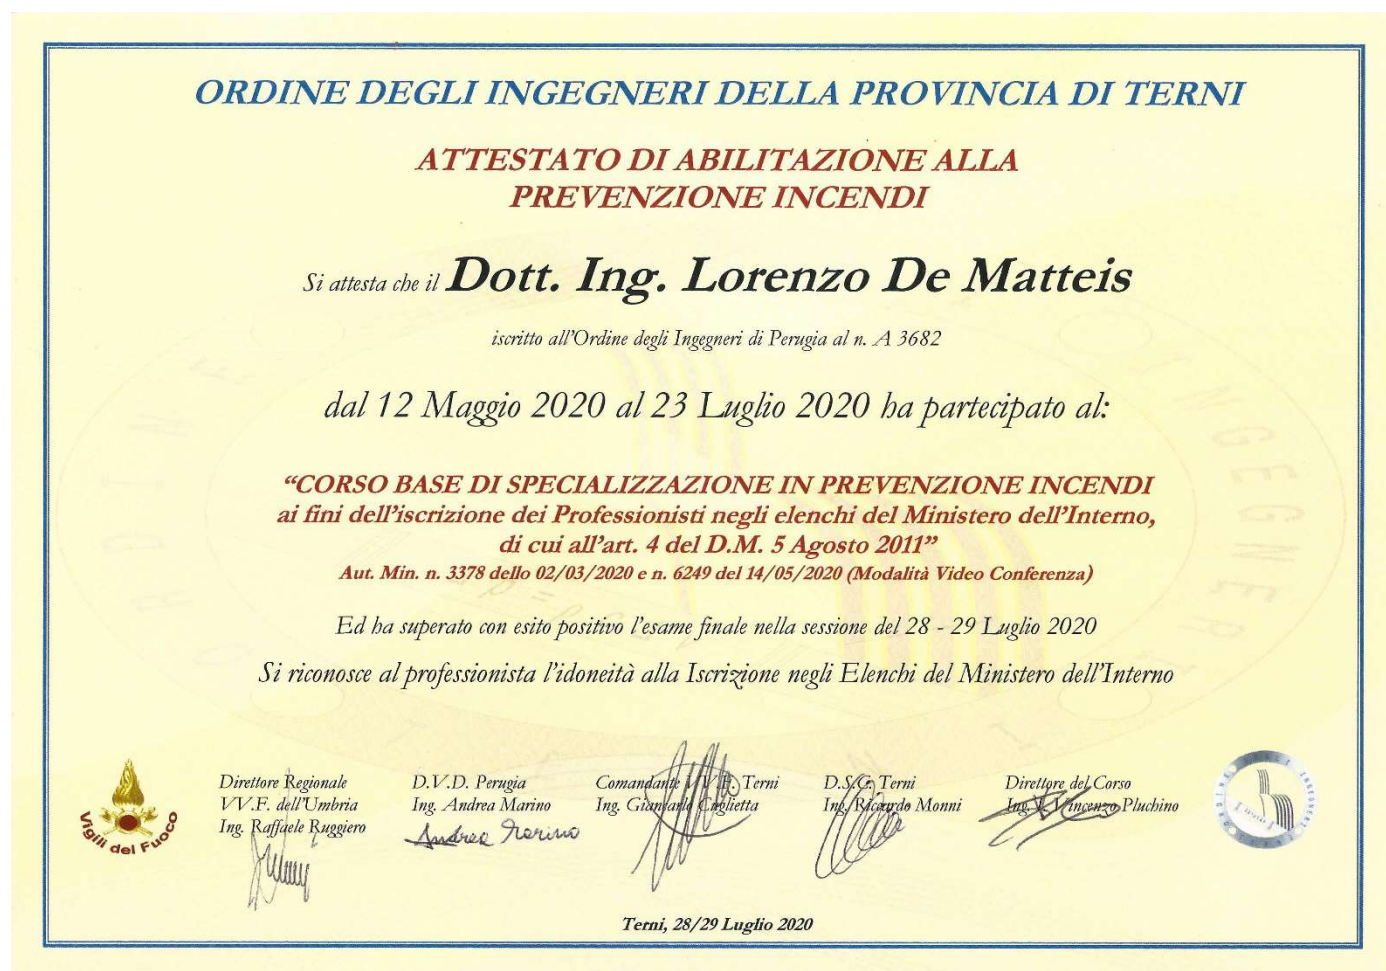 ORDINE DEGLI INGEGNERI DELLA PROVINCIA DI TERNI
ATTESTATO DI ABILITAZIONE ALLA
PREVENZIONE INCENDI
Si attesta che il Dott. Ing. Lorenzo De Matteis
iscritto all'Ordine degli Ingegneri di Perugia al n. A 3682
dal 12 Maggio 2020 al 23 Luglio 2020 ha partecipato al:
“CORSO BASE DI SPECIALIZZAZIONE IN PREVENZIONE INCENDI
ai fini dell'iscrizione dei Professionisti negli elenchi del Ministero dell'Interno,
di cui all'art. 4 del D.M. 5 Agosto 2011”
Aut. Min. n. 3378 dello 02/03/2020 e n. 6249 del 14/05/2020 (Modalità Video Conferenza)
Ed ha superato con esito positivo l'esame finale nella sessione del 28 - 29 Luglio 2020
Si riconosce al professionista l'idoneità alla Iscrizione negli Elenchi del Ministero dell'Interno
Vigili del Fuoco
Direttore Regionale
VV.F. dell'Umbria
Ing. Raffaele Ruggiero
D.V.D. Perugia
Ing. Andrea Marino
Andrea Marino
Comandante V.V.F. Terni
Ing. Giancarlo Cuglietta
D.S.G. Terni
Ing. Riccardo Monni
Direttore del Corso
Ing. Vincenzo Pluchino
Terni, 28/29 Luglio 2020